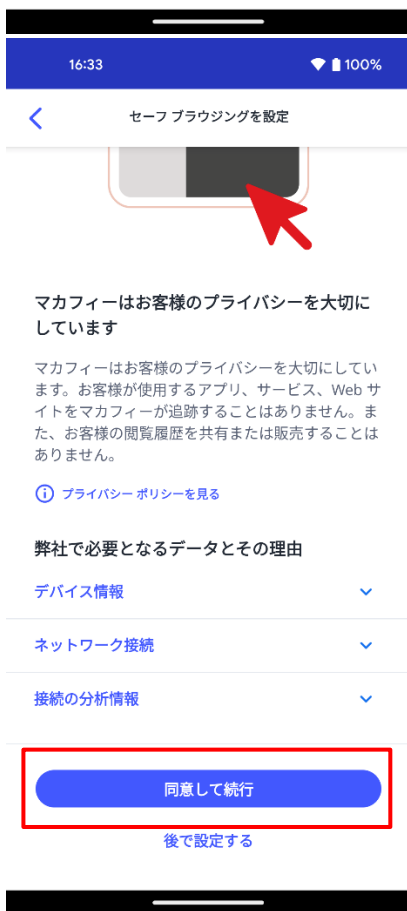 16:33
100%
セーフ ブラウジングを設定
マカフィーはお客様のプライバシーを大切に
しています
マカフィーはお客様のプライバシーを大切にしてい
ます。お客様が使用するアプリ、サービス、Web サ
イトをマカフィーが追跡することはありません。ま
た、お客様の閲覧履歴を共有または販売することは
ありません。
プライバシー ポリシーを見る
弊社で必要となるデータとその理由
デバイス情報
ネットワーク接続
接続の分析情報
同意して続行
後で設定する